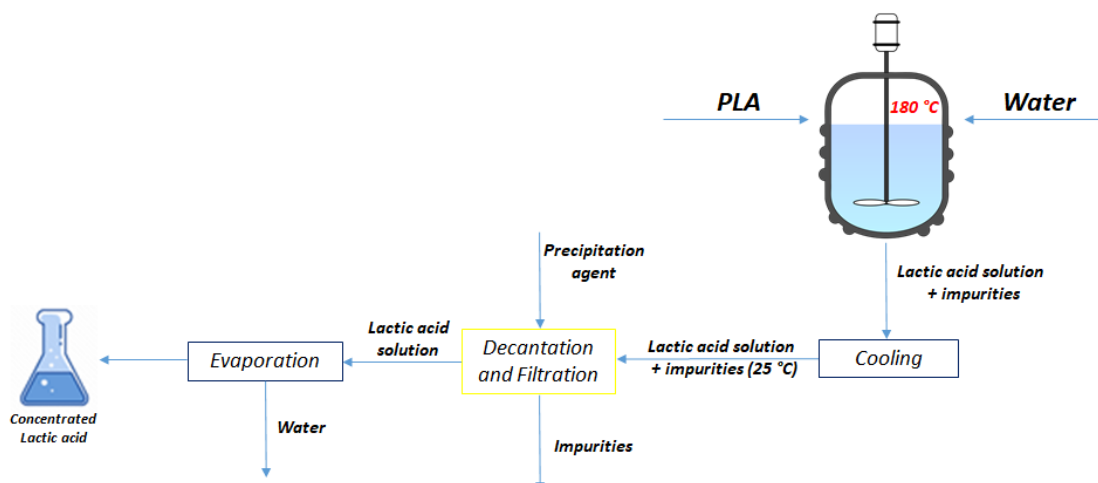 PLA
180 °C
Water
Precipitation
agent
Lactic acid solution
+ impurities
Lactic acid
solution
Evaporation
Decantation
and Filtration
Lactic acid solution
+ impurities (25 °C)
Cooling
Concentrated
Lactic acid
Water
Impurities